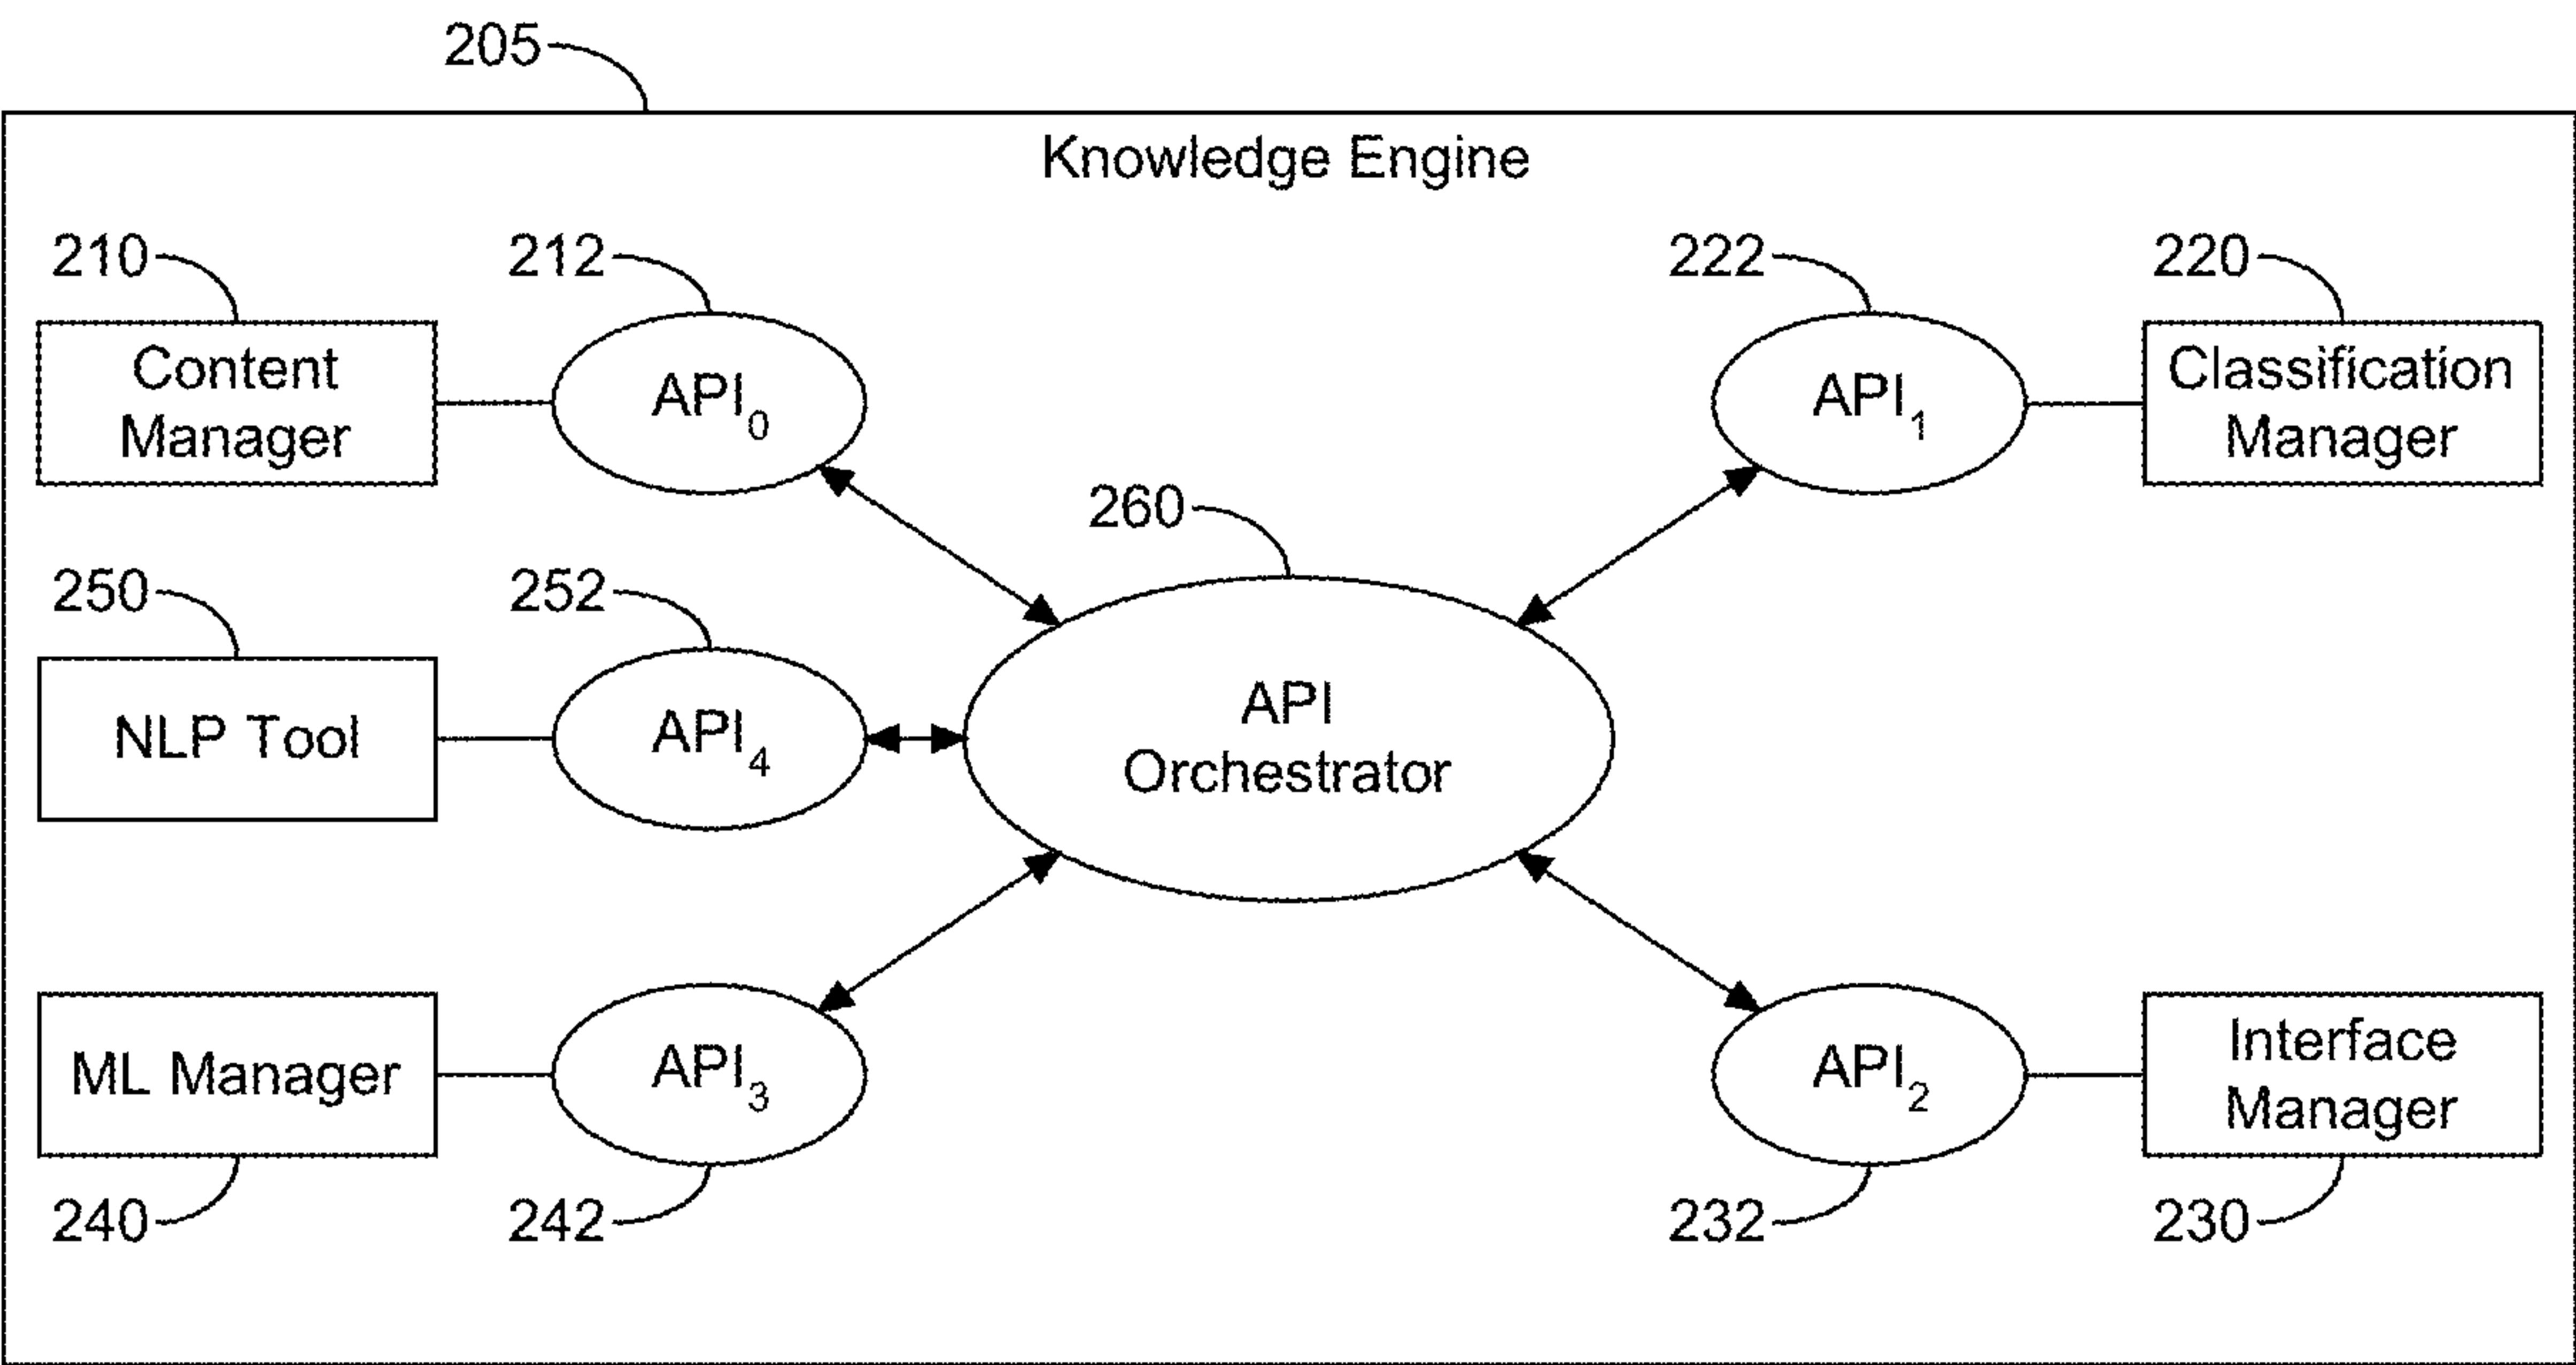 205
Knowledge Engine
210
212
222
220
Content
Manager
API₀
API₁
Classification
Manager
260
250
252
NLP Tool
API₄
API
Orchestrator
ML Manager
API₃
API₂
Interface
Manager
240
242
232
230